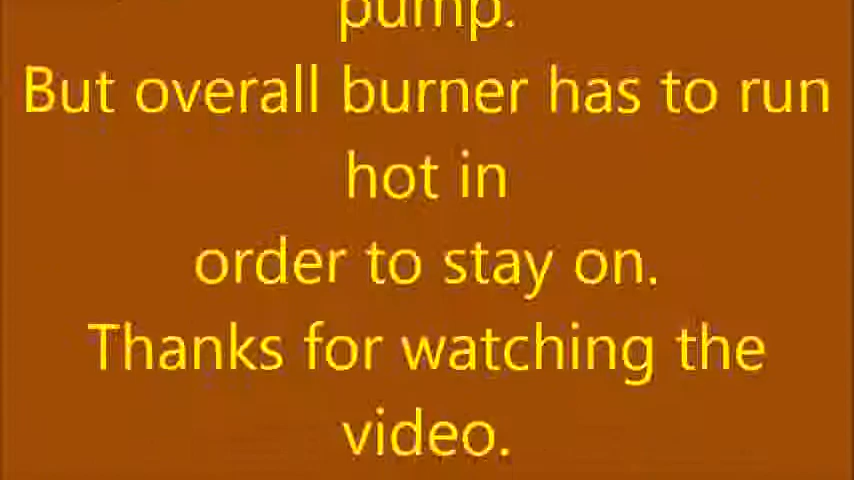 pump.
But overall burner has to run
hot in
order to stay on.
Thanks for watching the
video.